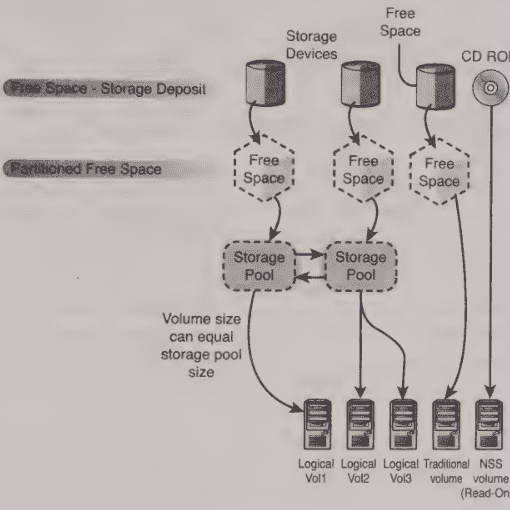 Free
Space
Storage
Devices
CD RO
Free Space - Storage Deposit
Free
Space
Free
Space
Free
Space
Partitioned Free Space
Storage
Pool
Storage
Pool
Volume size
can equal
storage pool
size
Logical
Vol1
Logical
Vol2
Logical
Vol3
Traditional
volume
NSS
volume
(Read-On